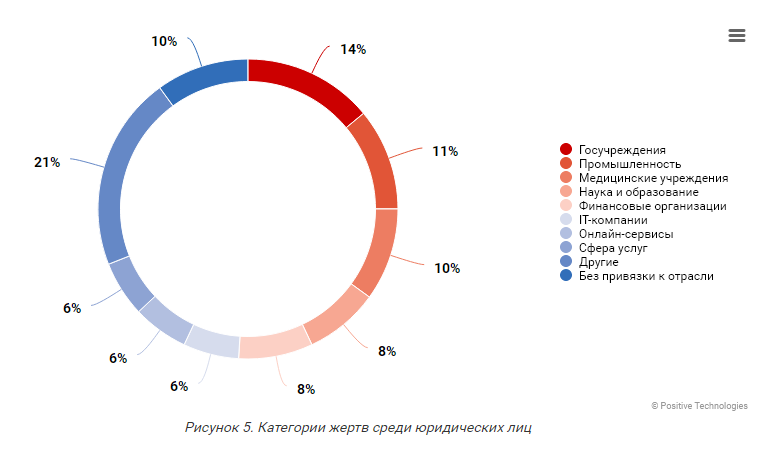 10%
14%
11%
21%
10%
6%
8%
6%
6%
8%
Госучреждения
Промышленность
Медицинские учреждения
Наука и образование
Финансовые организации
IT-компании
Онлайн-сервисы
Сфера услуг
Другие
Без привязки к отрасли
© Positive Technologies
Рисунок 5. Категории жертв среди юридических лиц